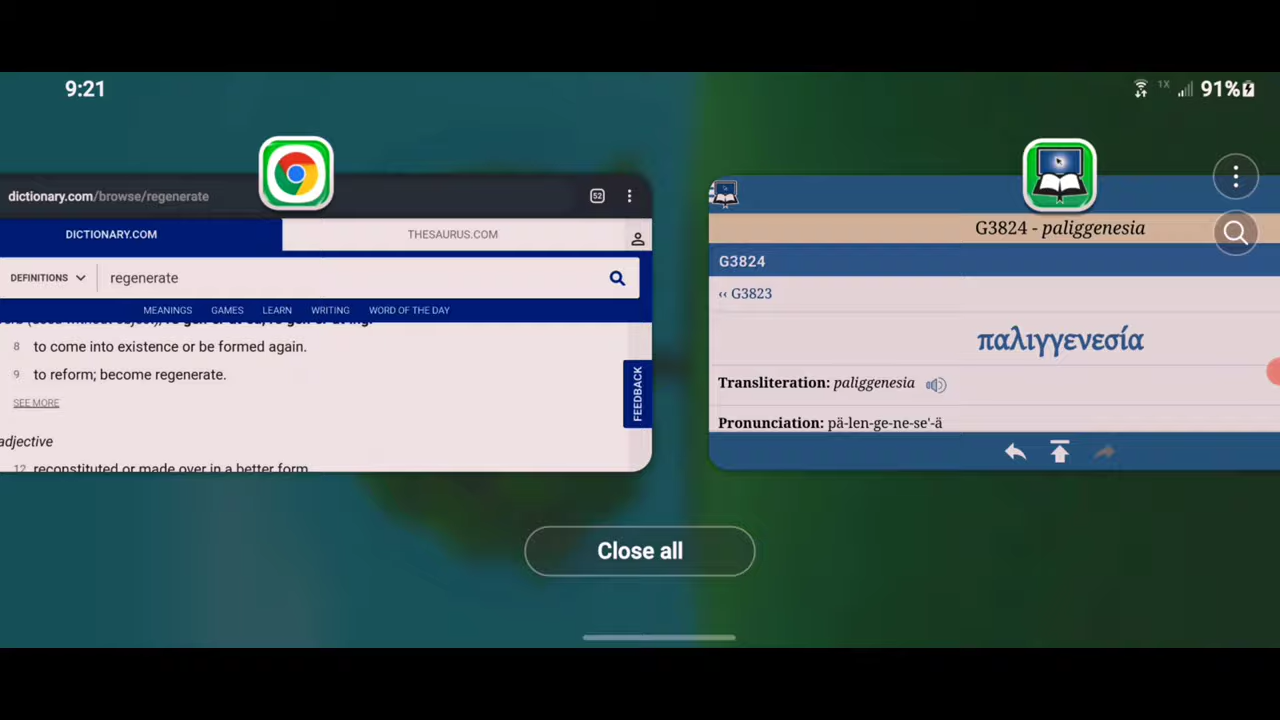 9:21
1X
91%
dictionary.com/browse/regenerate
52
DICTIONARY.COM
THESAURUS.COM
DEFINITIONS
regenerate
MEANINGS GAMES LEARN WRITING WORD OF THE DAY
8 to come into existence or be formed again.
9 to reform; become regenerate.
SEE MORE
FEEDBACK
adjective
12 reconstituted or made over in a better form
G3824 - paliggenesia
G3824
‹‹ G3823
παλιγγενεσία
Transliteration: paliggenesia
Pronunciation: pä-len-ge-ne-se'-ä
Close all